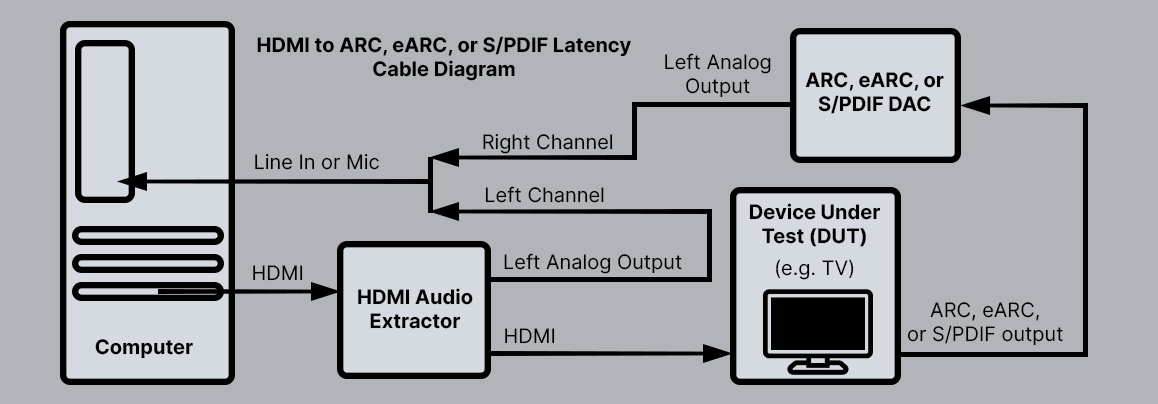 HDMI to ARC, eARC, or S/PDIF Latency
Cable Diagram
Left Analog
Output
ARC, eARC, or
S/PDIF DAC
Right Channel
Line In or Mic
Left Channel
Device Under
Test (DUT)
(e.g. TV)
HDMI
Left Analog Output
HDMI Audio
Extractor
HDMI
ARC, eARC,
or S/PDIF output
Computer